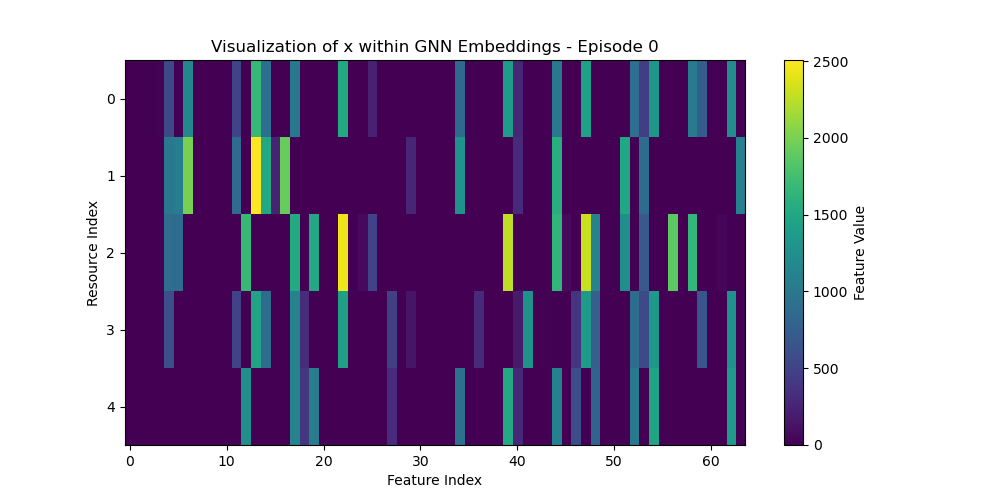 Visualization of x within GNN Embeddings - Episode 0
Resource Index
0
1
2
3
4
0 10 20 30 40 50 60
Feature Index
2500
2000
1500
1000
500
0
Feature Value